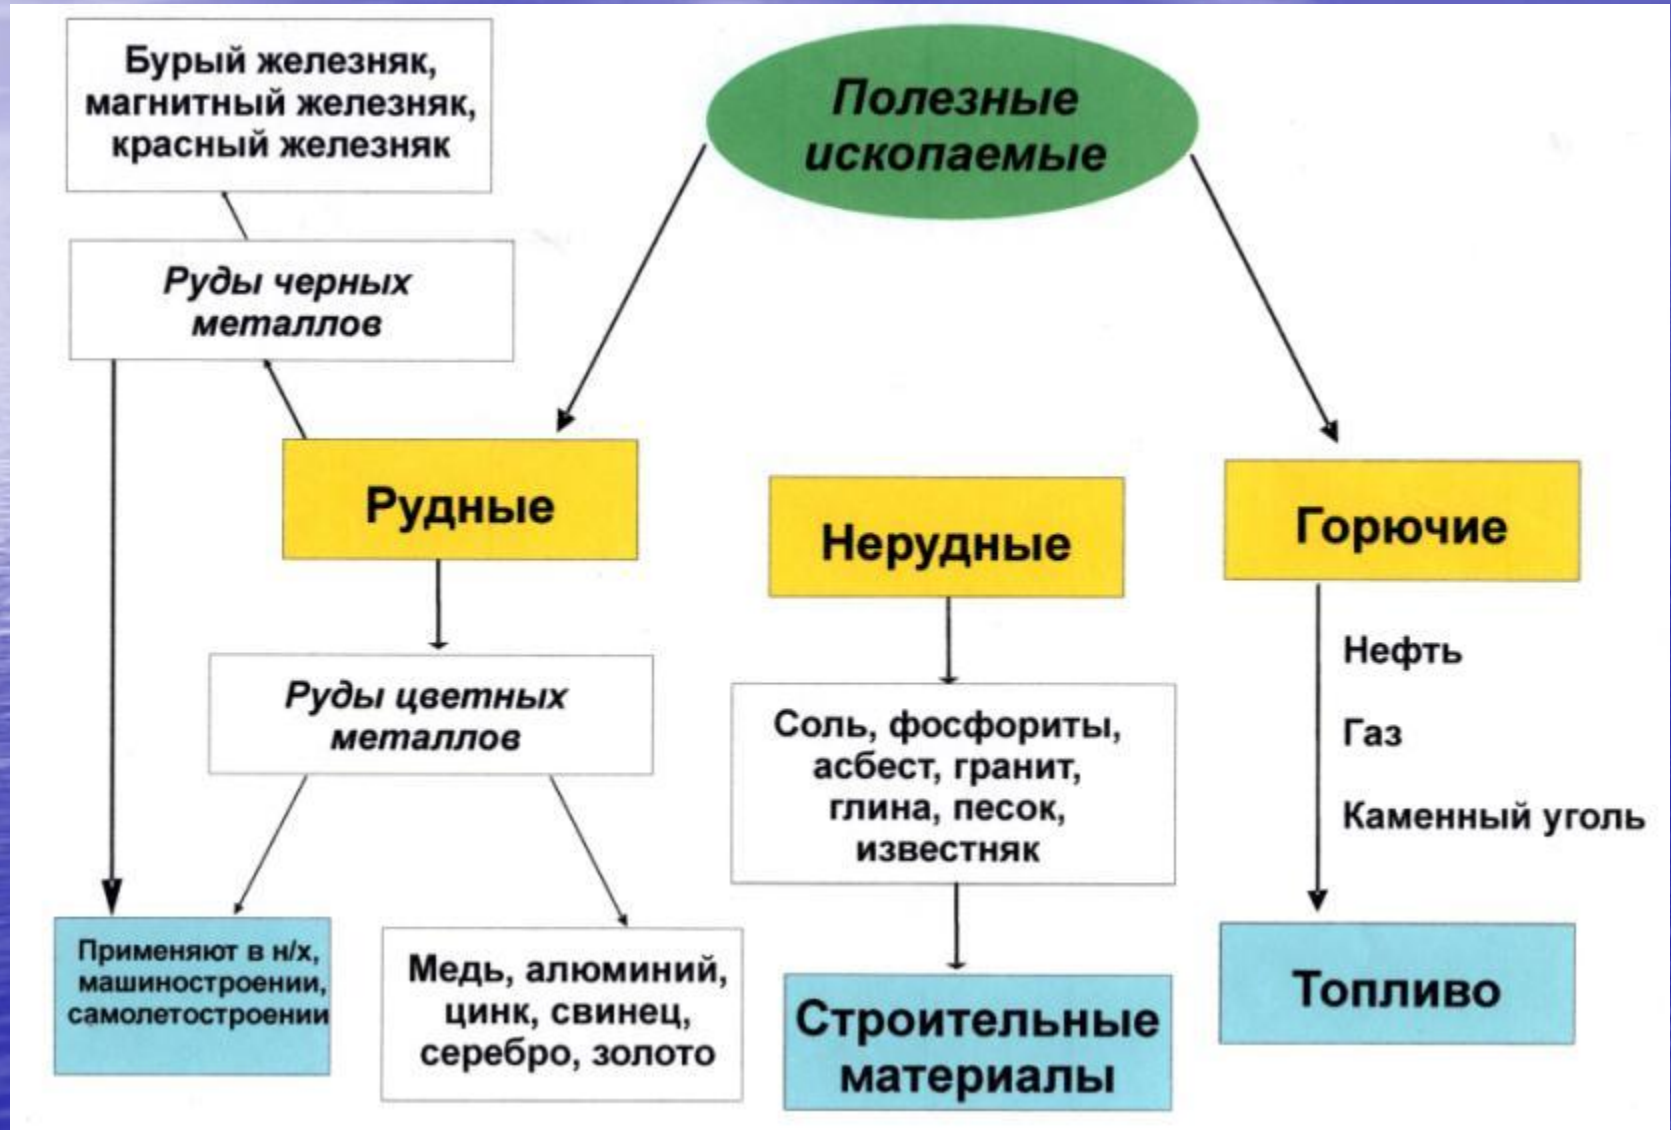 Бурый железняк,
магнитный железняк,
красный железняк
Полезные
ископаемые
Руды черных
металлов
Рудные
Нерудные
Горючие
Руды цветных
металлов
Соль, фосфориты,
асбест, гранит,
глина, песок,
известняк
Нефть
Газ
Каменный уголь
Применяют в н/х,
машиностроении,
самолетостроении
Медь, алюминий,
цинк, свинец,
серебро, золото
Строительные
материалы
Топливо